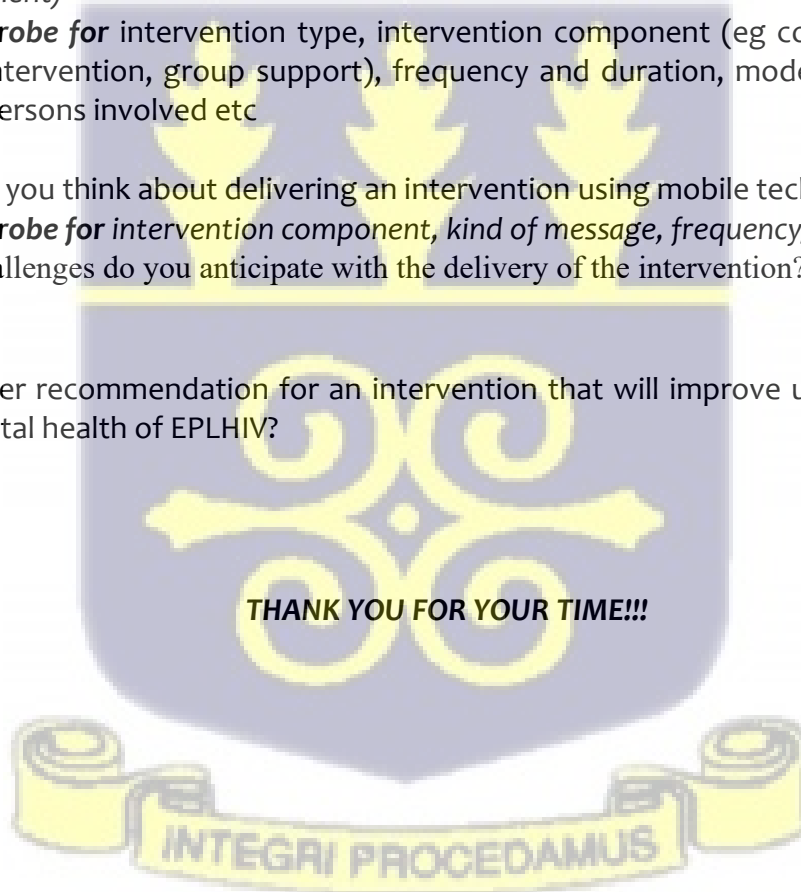 robe for intervention type, intervention component (eg
ntervention, group support), frequency and duration, mode
ersons involved etc
you think about delivering an intervention using mobile
robe for intervention component, kind of message, frequency,
allenges do you anticipate with the delivery of the intervention?
er recommendation for an intervention that will improve
tal health of EPLHIV?
THANK YOU FOR YOUR TIME!!!
INTEGRI PROCEDAMUS